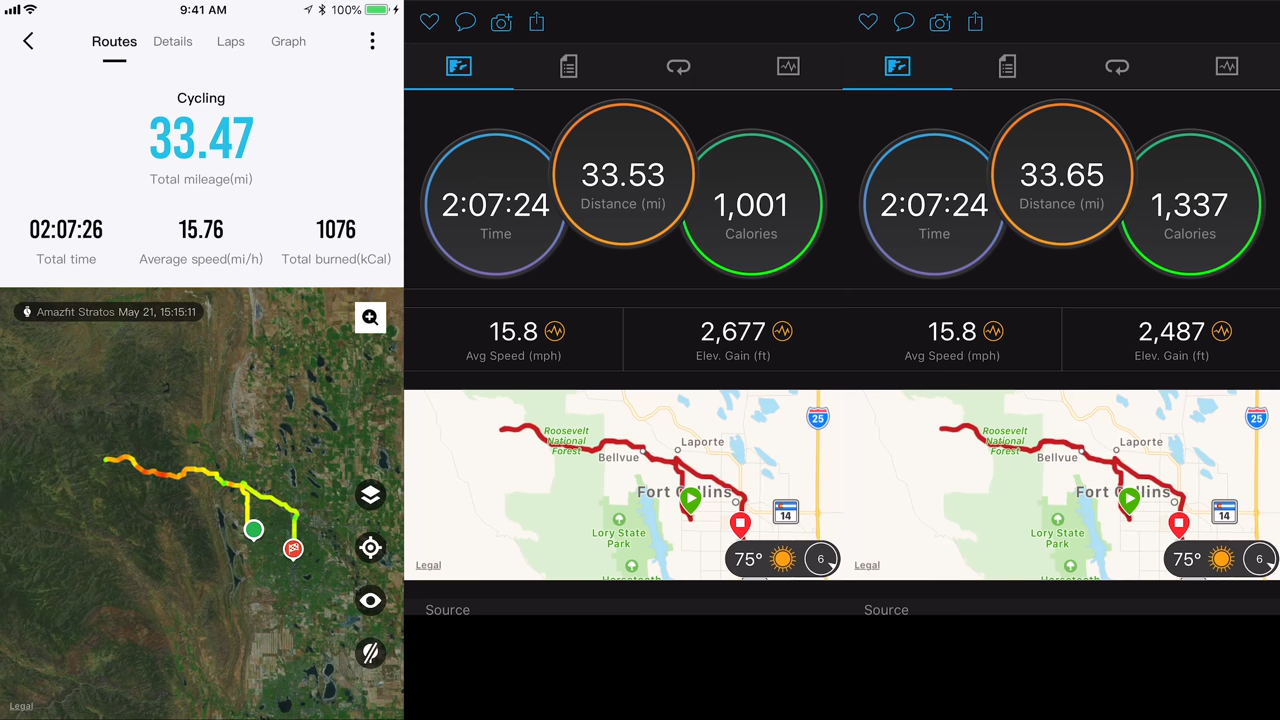 9:41 AM
100%
Routes
Details
Laps
Graph
Cycling
33.47
Total mileage(mi)
02:07:26
15.76
1076
Total time
Average speed(mi/h)
Total burned(kCal)
Amazfit Stratos May 21, 15:15:11
Legal
2:07:24
Time
33.53
Distance (mi)
1,001
Calories
15.8
Avg Speed (mph)
2,677
Elev. Gain (ft)
25
Roosevelt
National
Forest
Laporte
Bellvue
Fort Collins
14
Lory State
Park
75°
6
Legal
Source
2:07:24
Time
33.65
Distance (mi)
1,337
Calories
15.8
Avg Speed (mph)
2,487
Elev. Gain (ft)
25
Roosevelt
National
Forest
Laporte
Bellvue
Fort Collins
14
Lory State
Park
75°
6
Legal
Source